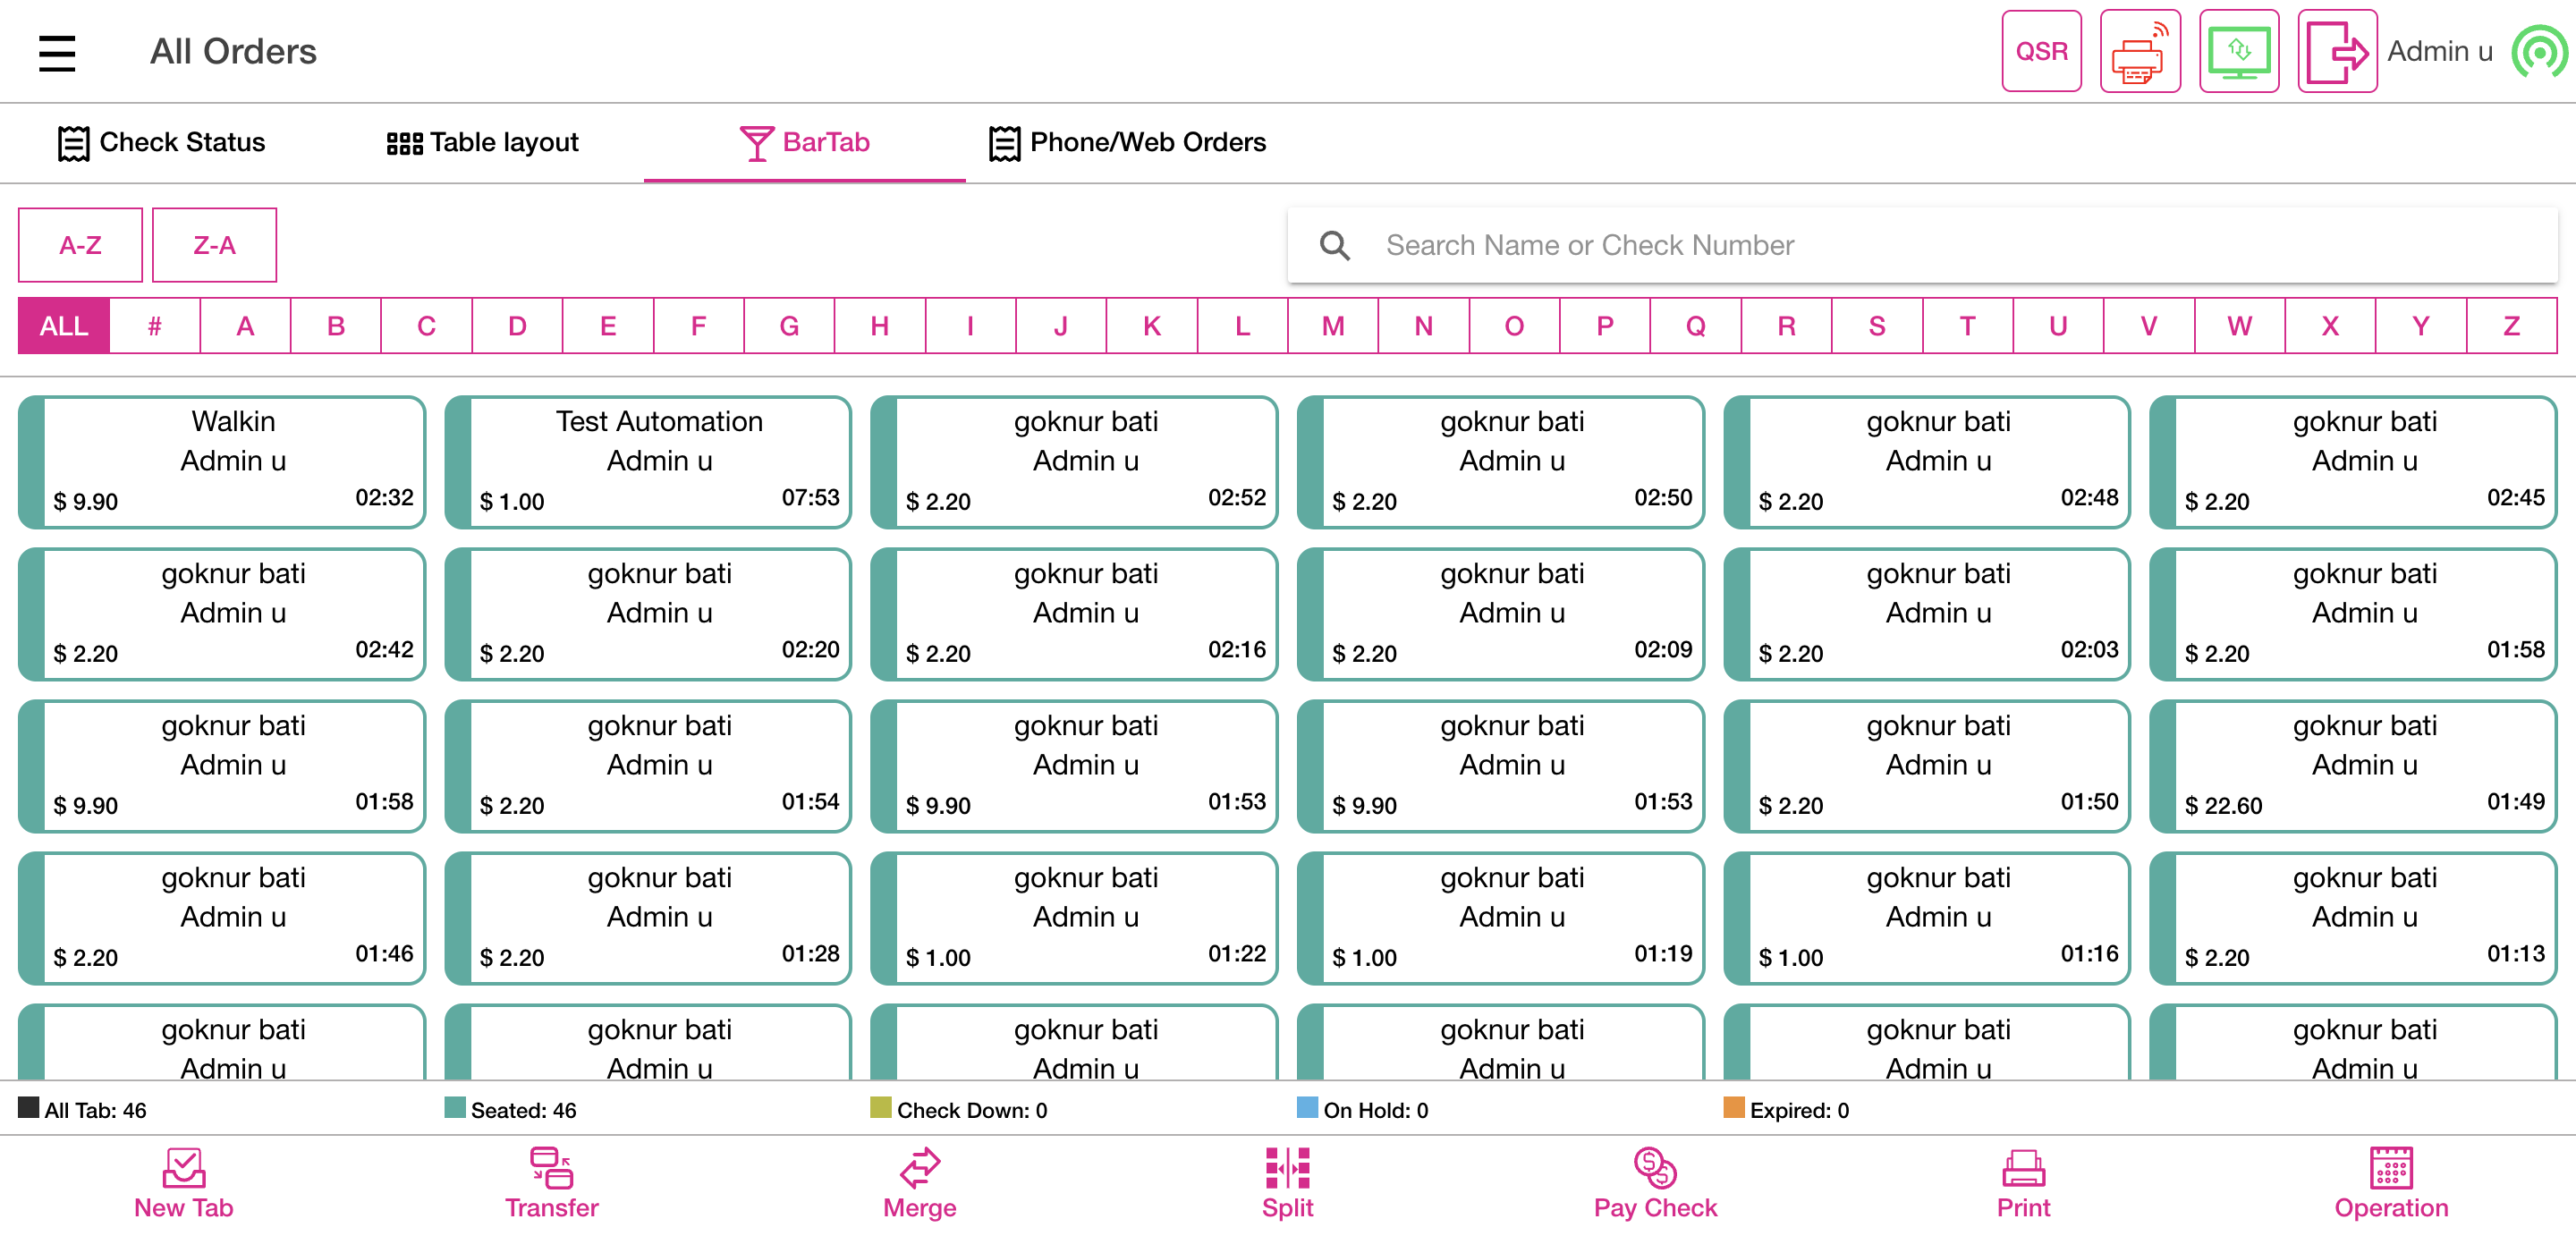 All Orders
QSR
Admin u
Check Status
Table layout
BarTab
Phone/Web Orders
A-Z
Z-A
Search Name or Check Number
ALL # A B C D E F G H I J K L M N O P Q R S T U V W X Y Z
Walkin
Admin u
$ 9.90 02:32
Test Automation
Admin u
$ 1.00 07:53
goknur bati
Admin u
$ 2.20 02:52
goknur bati
Admin u
$ 2.20 02:50
goknur bati
Admin u
$ 2.20 02:48
goknur bati
Admin u
$ 2.20 02:45
goknur bati
Admin u
$ 2.20 02:42
goknur bati
Admin u
$ 2.20 02:20
goknur bati
Admin u
$ 2.20 02:16
goknur bati
Admin u
$ 2.20 02:09
goknur bati
Admin u
$ 2.20 02:03
goknur bati
Admin u
$ 2.20 01:58
goknur bati
Admin u
$ 9.90 01:58
goknur bati
Admin u
$ 2.20 01:54
goknur bati
Admin u
$ 9.90 01:53
goknur bati
Admin u
$ 9.90 01:53
goknur bati
Admin u
$ 2.20 01:50
goknur bati
Admin u
$ 22.60 01:49
goknur bati
Admin u
$ 2.20 01:46
goknur bati
Admin u
$ 2.20 01:28
goknur bati
Admin u
$ 1.00 01:22
goknur bati
Admin u
$ 1.00 01:19
goknur bati
Admin u
$ 1.00 01:16
goknur bati
Admin u
$ 2.20 01:13
goknur bati
Admin u
goknur bati
Admin u
goknur bati
Admin u
goknur bati
Admin u
goknur bati
Admin u
goknur bati
Admin u
All Tab: 46
Seated: 46
Check Down: 0
On Hold: 0
Expired: 0
New Tab
Transfer
Merge
Split
Pay Check
Print
Operation